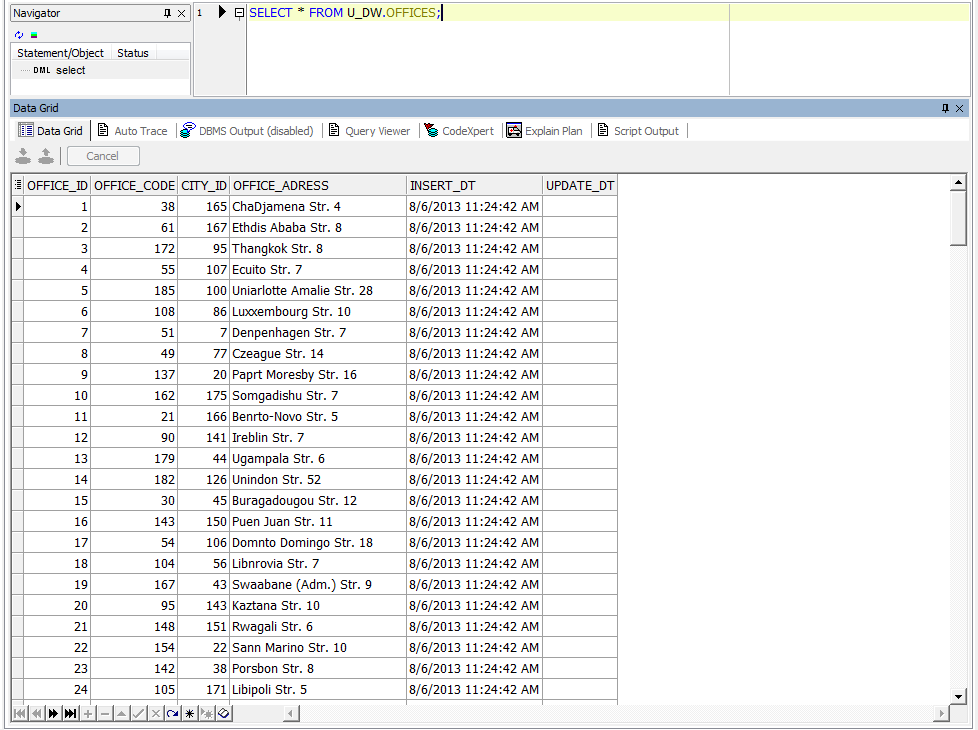 Navigator
Statement/Object Status
DML select
1 SELECT * FROM U_DW.OFFICES;
Data Grid
Data Grid Auto Trace DBMS Output (disabled) Query Viewer CodeXpert Explain Plan Script Output
Cancel
OFFICE_ID OFFICE_CODE CITY_ID OFFICE_ADRESS INSERT_DT UPDATE_DT
1 38 165 ChaDjamena Str. 4 8/6/2013 11:24:42 AM
2 61 167 Ethdis Ababa Str. 8 8/6/2013 11:24:42 AM
3 172 95 Thangkok Str. 8 8/6/2013 11:24:42 AM
4 55 107 Ecuito Str. 7 8/6/2013 11:24:42 AM
5 185 100 Uniarlotte Amalie Str. 28 8/6/2013 11:24:42 AM
6 108 86 Luxxembourg Str. 10 8/6/2013 11:24:42 AM
7 51 7 Denpenhagen Str. 7 8/6/2013 11:24:42 AM
8 49 77 Czeague Str. 14 8/6/2013 11:24:42 AM
9 137 20 Paprt Moresby Str. 16 8/6/2013 11:24:42 AM
10 162 175 Somgadishu Str. 7 8/6/2013 11:24:42 AM
11 21 166 Benrto-Novo Str. 5 8/6/2013 11:24:42 AM
12 90 141 Ireblin Str. 7 8/6/2013 11:24:42 AM
13 179 44 Ugampala Str. 6 8/6/2013 11:24:42 AM
14 182 126 Unindon Str. 52 8/6/2013 11:24:42 AM
15 30 45 Buragadougou Str. 12 8/6/2013 11:24:42 AM
16 143 150 Puen Juan Str. 11 8/6/2013 11:24:42 AM
17 54 106 Domnto Domingo Str. 18 8/6/2013 11:24:42 AM
18 104 56 Libnrovia Str. 7 8/6/2013 11:24:42 AM
19 167 43 Swaabane (Adm.) Str. 9 8/6/2013 11:24:42 AM
20 95 143 Kaztana Str. 10 8/6/2013 11:24:42 AM
21 148 151 Rwagali Str. 6 8/6/2013 11:24:42 AM
22 154 22 Sann Marino Str. 10 8/6/2013 11:24:42 AM
23 142 38 Porsbon Str. 8 8/6/2013 11:24:42 AM
24 105 171 Libipoli Str. 5 8/6/2013 11:24:42 AM